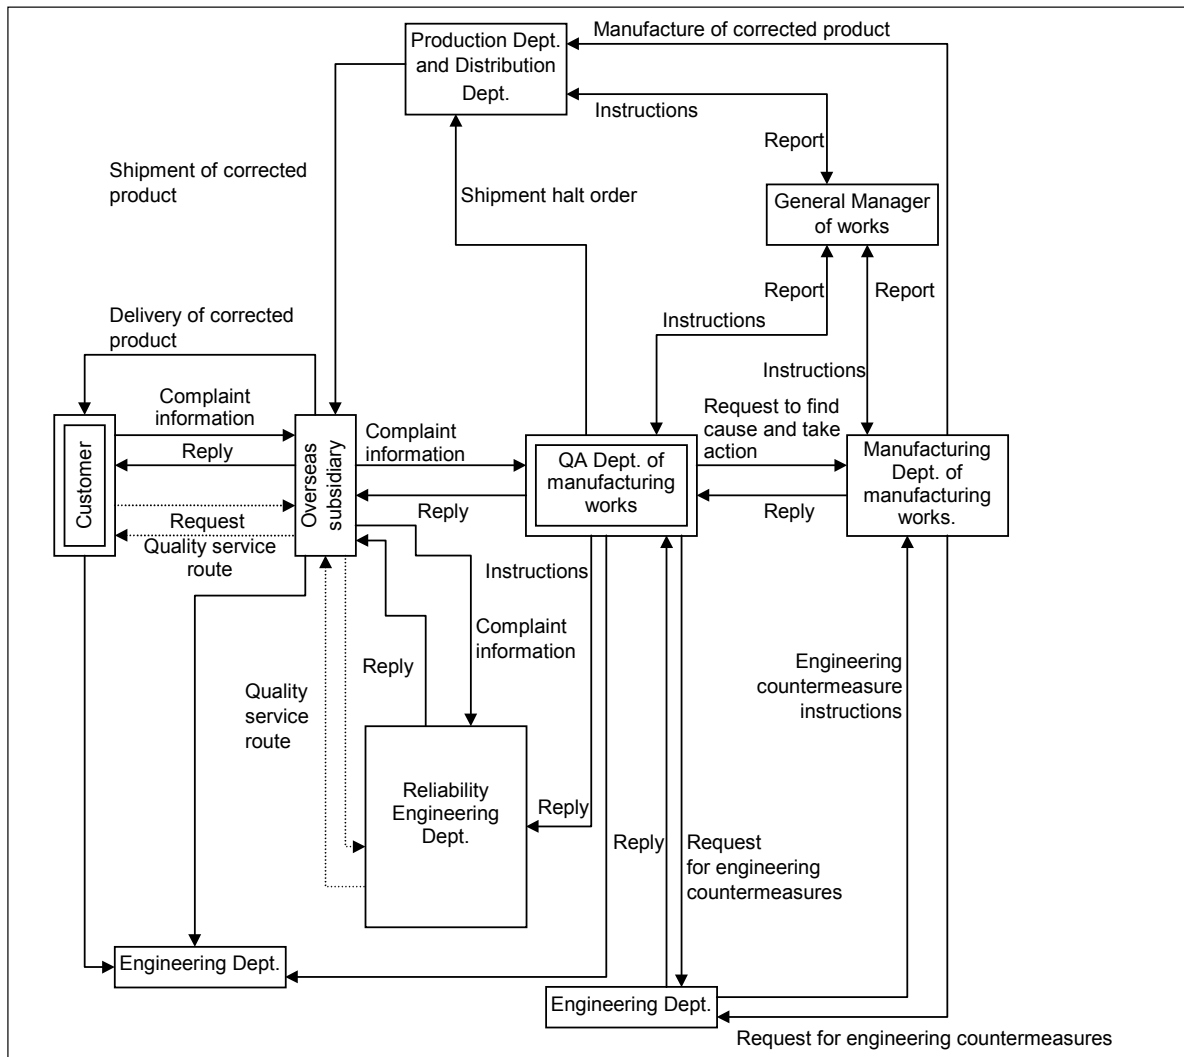 Production Dept.
and Distribution
Dept.
Manufacture of corrected product
Instructions
Report
Shipment of corrected
product
Shipment halt order
General Manager
of works
Report
Report
Instructions
Delivery of corrected
product
Instructions
Complaint
information
Reply
Customer
Request
Quality service
route
Overseas
subsidiary
Complaint
information
Reply
QA Dept. of
manufacturing
works
Request to find
cause and take
action
Reply
Manufacturing
Dept. of
manufacturing
works.
Instructions
Complaint
information
Reply
Quality
service
route
Engineering
countermeasure
instructions
Reliability
Engineering
Dept.
Reply
Reply
Request
for engineering
countermeasures
Engineering Dept.
Engineering Dept.
Request for engineering countermeasures